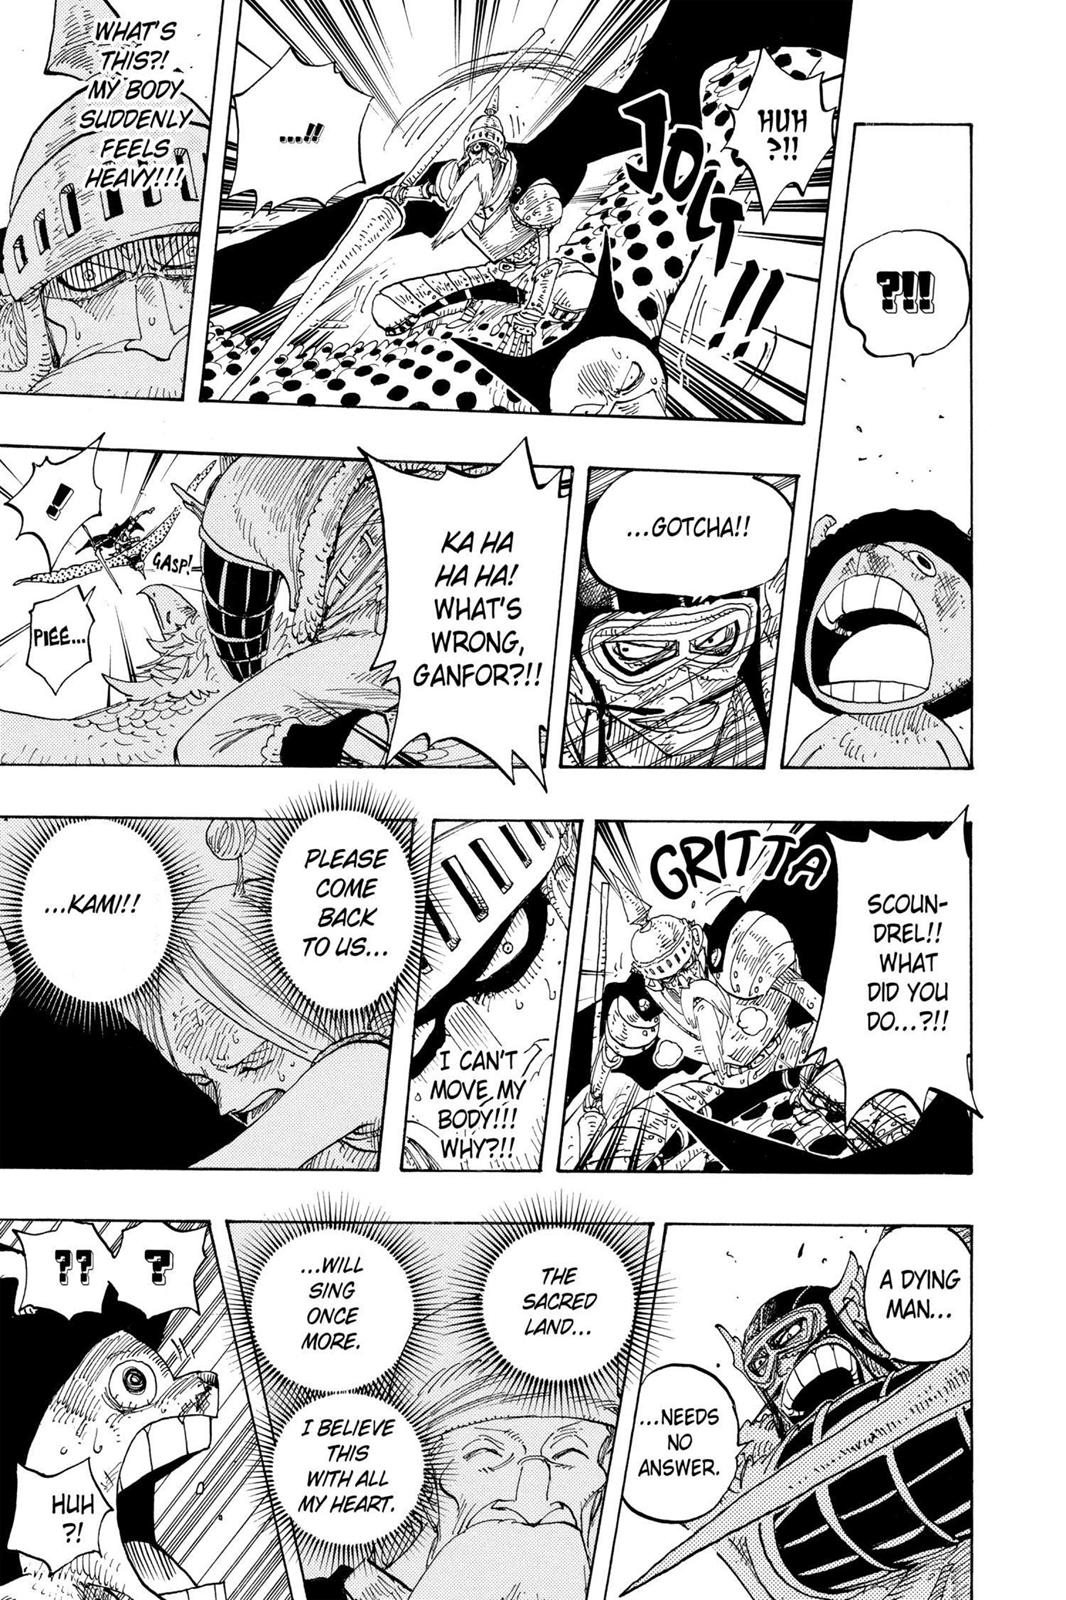 ?!!
HUH
?!!
JOLT
!!
...!!
WHAT'S
THIS?!
MY BODY
SUDDENLY
FEELS
HEAVY!!!
...GOTCHA!!
KA HA
HA HA!
WHAT'S
WRONG,
GANFOR?!!
!
GASP!
PIEE...
SCOUN-
DREL!!
WHAT
DID YOU
DO...?!!
GRITTA
I CAN'T
MOVE MY
BODY!!!
WHY?!!
PLEASE
COME
BACK
TO US...
...KAMI!!
A DYING
MAN...
...NEEDS
NO
ANSWER.
THE
SACRED
LAND...
...WILL
SING
ONCE
MORE.
I BELIEVE
THIS
WITH ALL
MY HEART.
?
??
HUH
?!